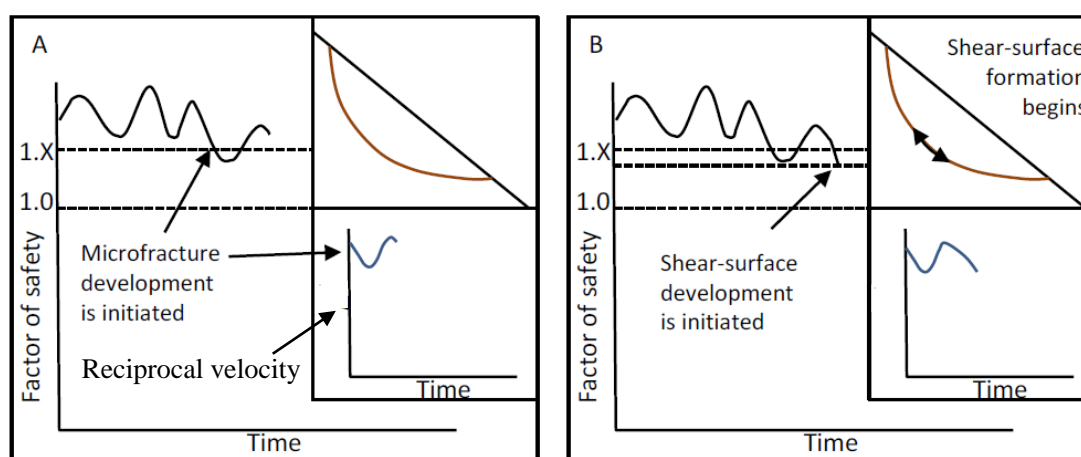 A
1.X
1.0
Factor of safety
Microfracture
development
is initiated
Reciprocal velocity
Time
Time
B
Shear-surface
formation
begins
1.X
1.0
Factor of safety
Shear-surface
development
is initiated
Time
Time